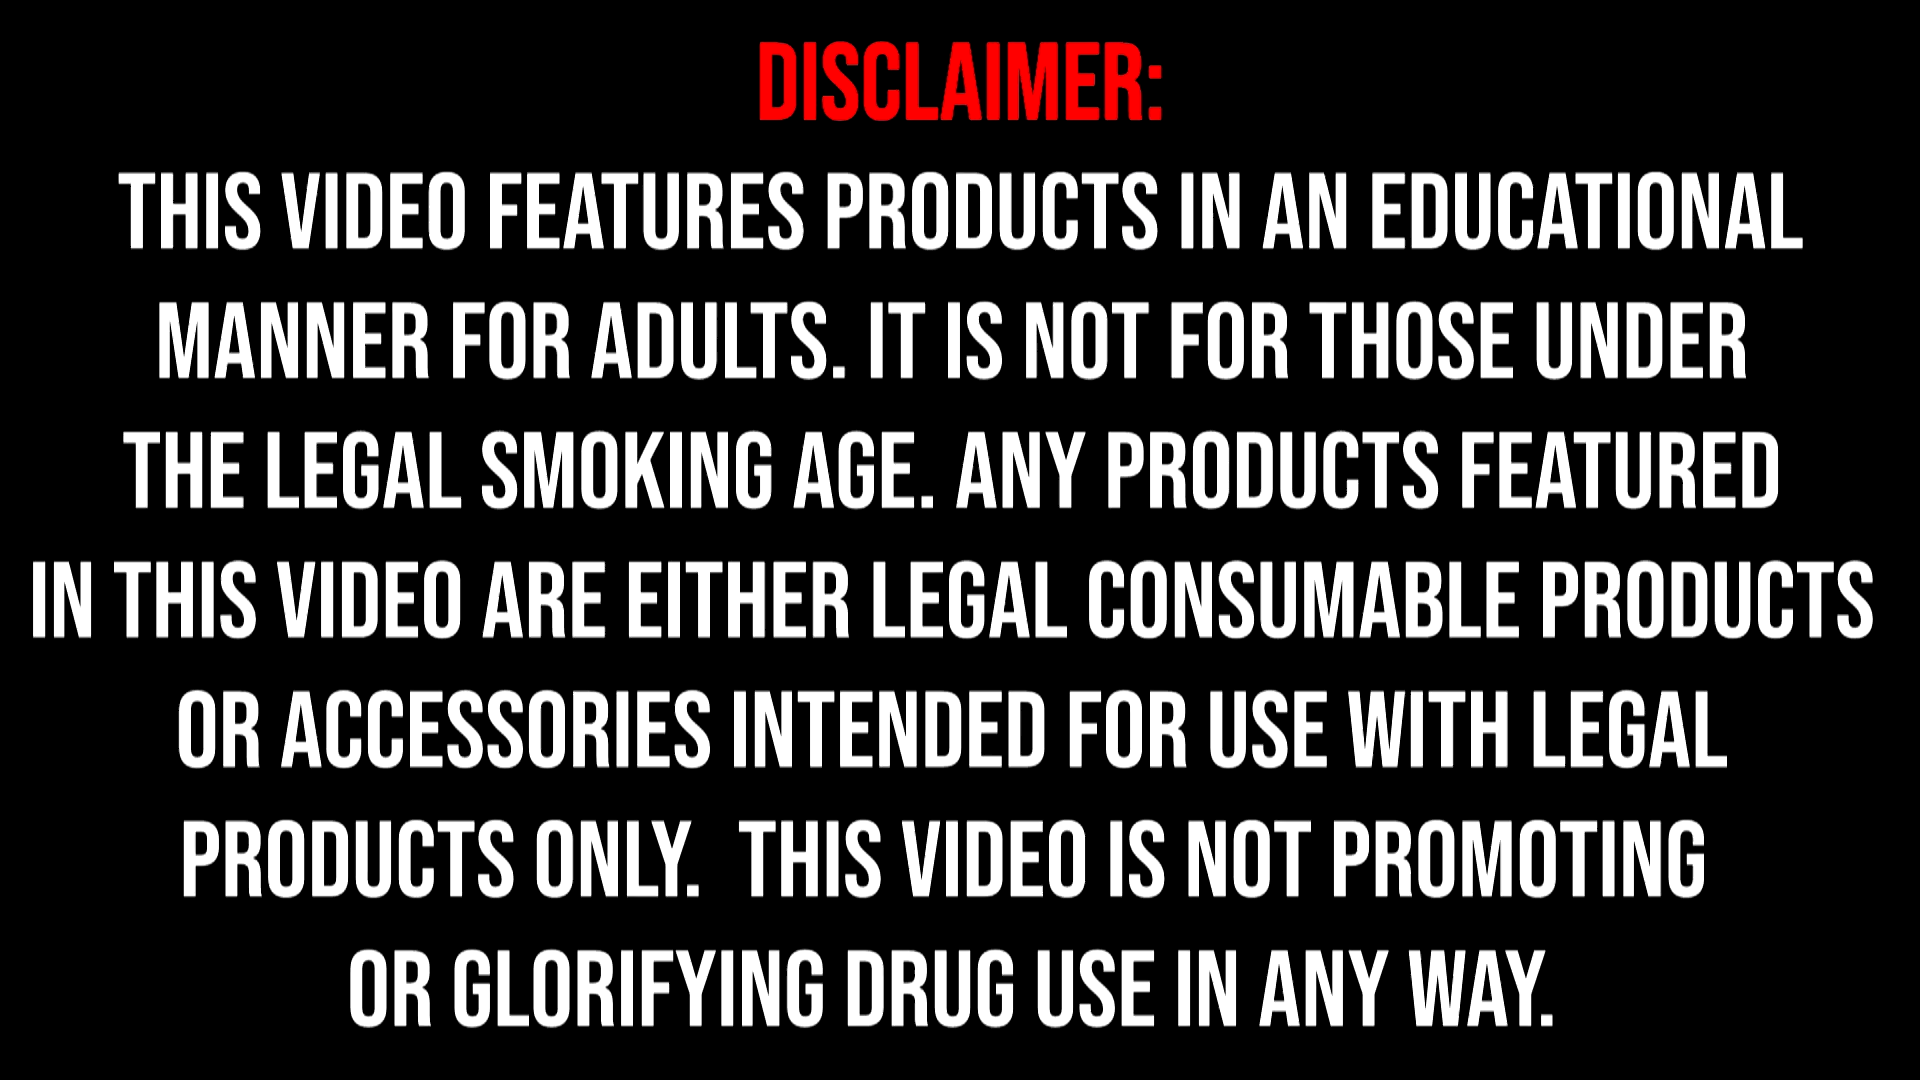 DISCLAIMER:
THIS VIDEO FEATURES PRODUCTS IN AN EDUCATIONAL
MANNER FOR ADULTS. IT IS NOT FOR THOSE UNDER
THE LEGAL SMOKING AGE. ANY PRODUCTS FEATURED
IN THIS VIDEO ARE EITHER LEGAL CONSUMABLE PRODUCTS
OR ACCESSORIES INTENDED FOR USE WITH LEGAL
PRODUCTS ONLY.  THIS VIDEO IS NOT PROMOTING
OR GLORIFYING DRUG USE IN ANY WAY.